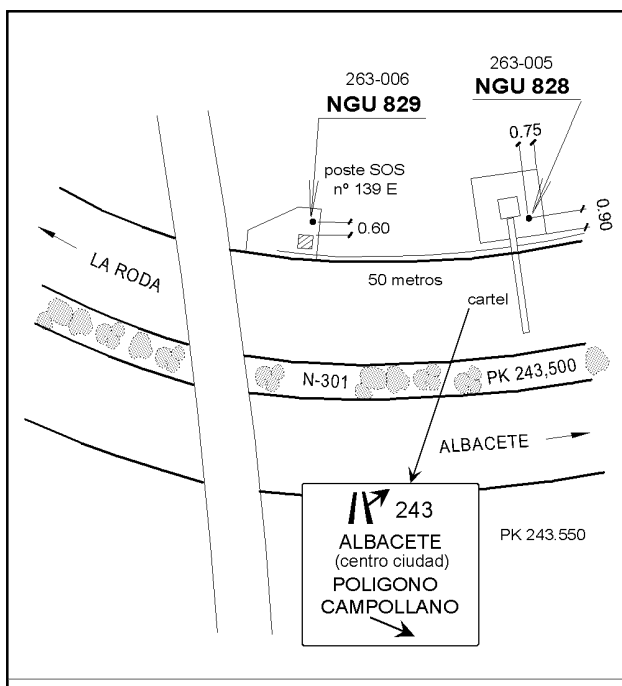 263-006
NGU 829
263-005
NGU 828
0.75
poste SOS
nº 139 E
0.60
0.90
LA RODA
50 metros
cartel
N-301
PK 243,500
ALBACETE
243
ALBACETE
(centro ciudad)
POLIGONO
CAMPOLLANO
PK 243.550